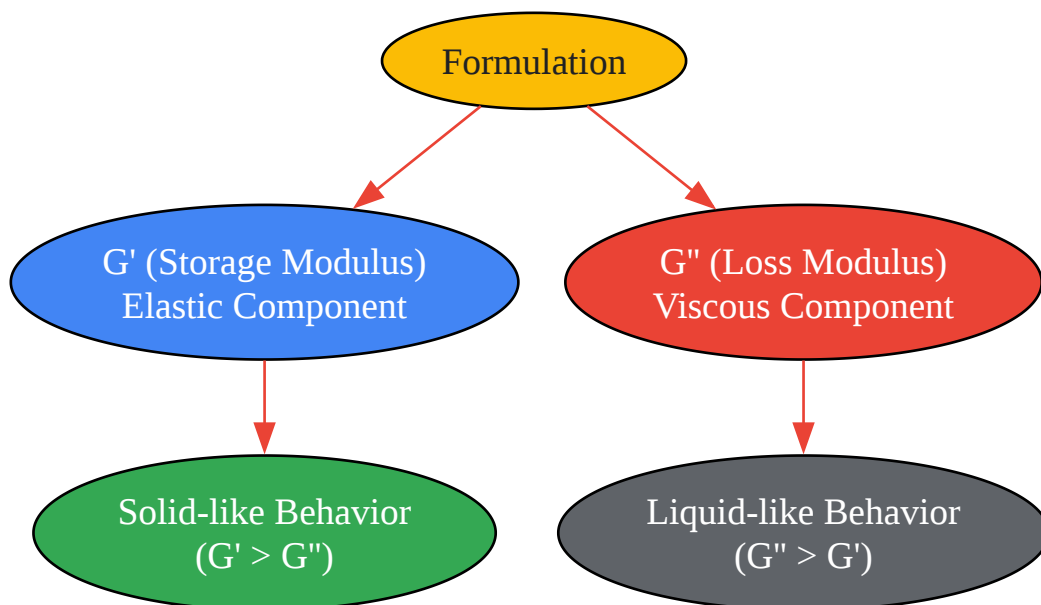 Formulation
G' (Storage Modulus)
Elastic Component
G'' (Loss Modulus)
Viscous Component
Solid-like Behavior
(G' > G'')
Liquid-like Behavior
(G'' > G')